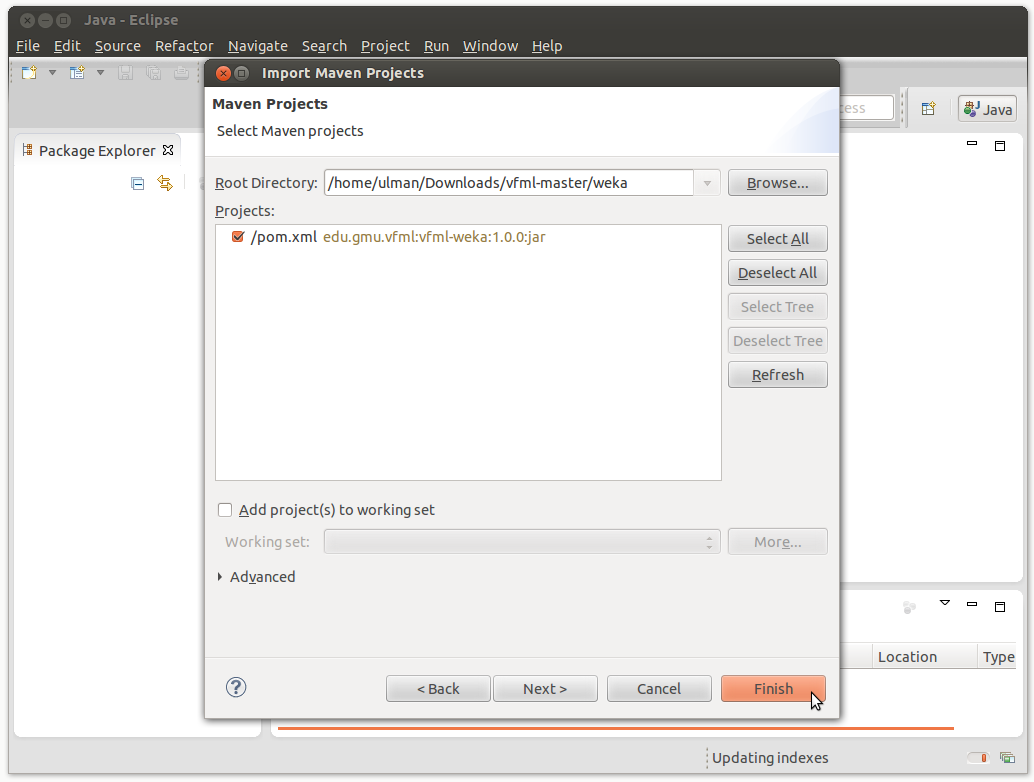 Java - Eclipse
File Edit Source Refactor Navigate Search Project Run Window Help
Import Maven Projects
Maven Projects
Select Maven projects
Java
Package Explorer
Root Directory: /home/ulman/Downloads/vfml-master/weka Browse...
Projects:
/pom.xml edu.gmu.vfml:vfml-weka:1.0.0:jar
Select All
Deselect All
Select Tree
Deselect Tree
Refresh
Add project(s) to working set
Working set: More...
Advanced
Location Type
? < Back Next > Cancel Finish
Updating indexes